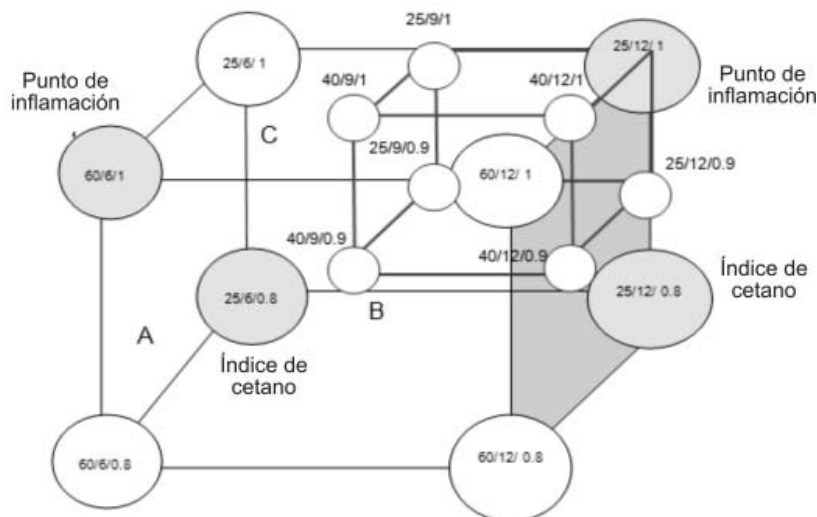 25/9/1
25/6/ 1
25/12/ 1
Punto de
inflamación
40/9/1
40/12/1
Punto de
inflamación
C
25/9/0.9
60/6/1
60/12/ 1
25/12/0.9
40/9/0.9
40/12/0.9
Índice de
cetano
25/6/0.8
B
25/12/ 0.8
A
Índice de
cetano
60/6/0.8
60/12/ 0.8